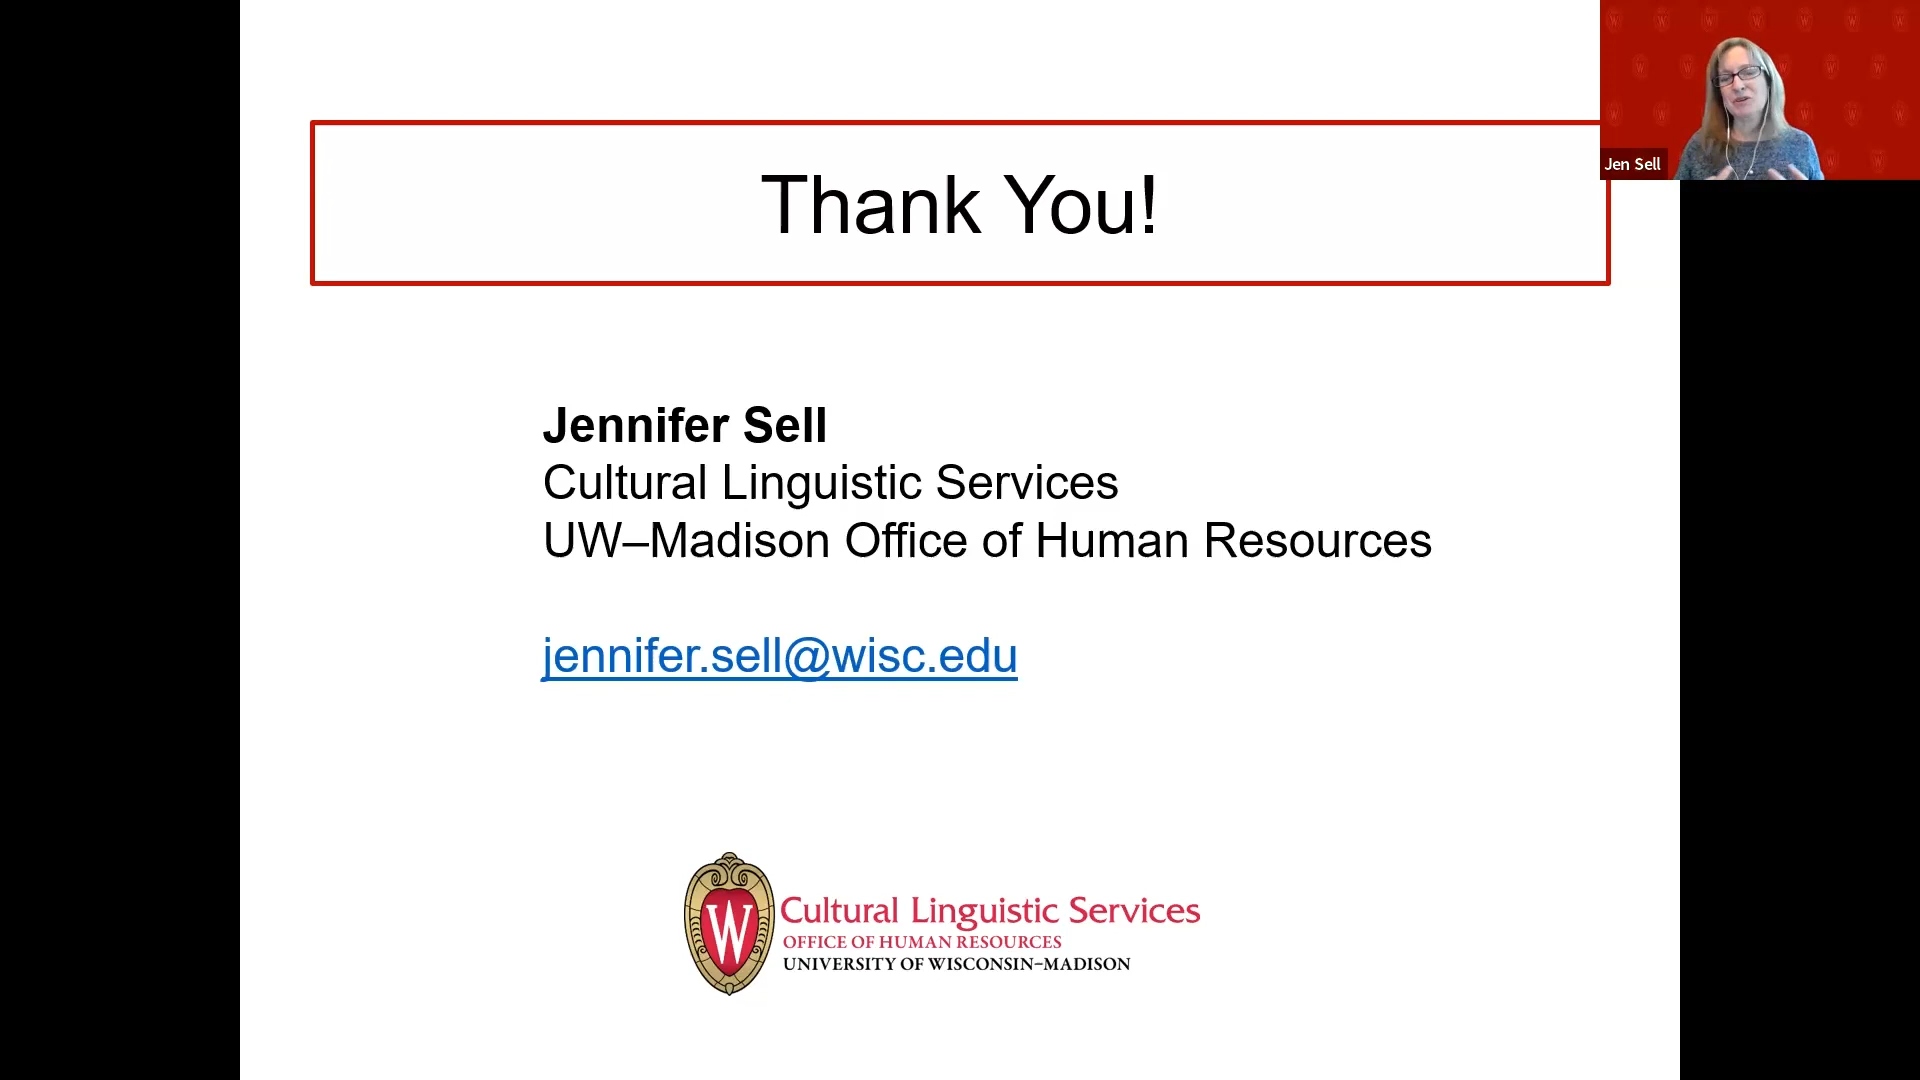 Thank You!
Jen Sell
Jennifer Sell
Cultural Linguistic Services
UW–Madison Office of Human Resources
jennifer.sell@wisc.edu
W
Cultural Linguistic Services
OFFICE OF HUMAN RESOURCES
UNIVERSITY OF WISCONSIN–MADISON